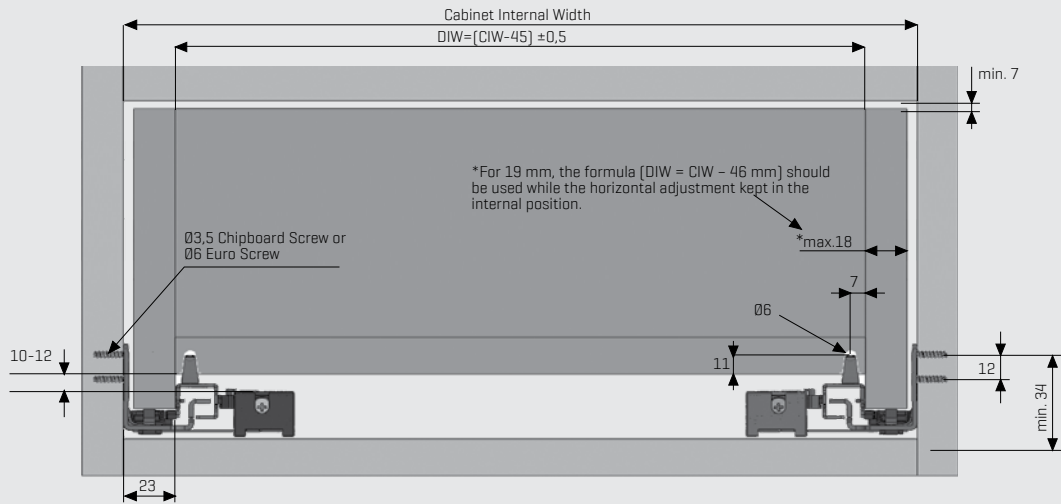 Cabinet Internal Width
DIW=(CIW-45) ±0,5
min. 7
*For 19 mm, the formula (DIW = CIW – 46 mm) should
be used while the horizontal adjustment kept in the
internal position.
Ø3,5 Chipboard Screw or
Ø6 Euro Screw
*max.18
7
Ø6
10-12
11
12
min. 34
23